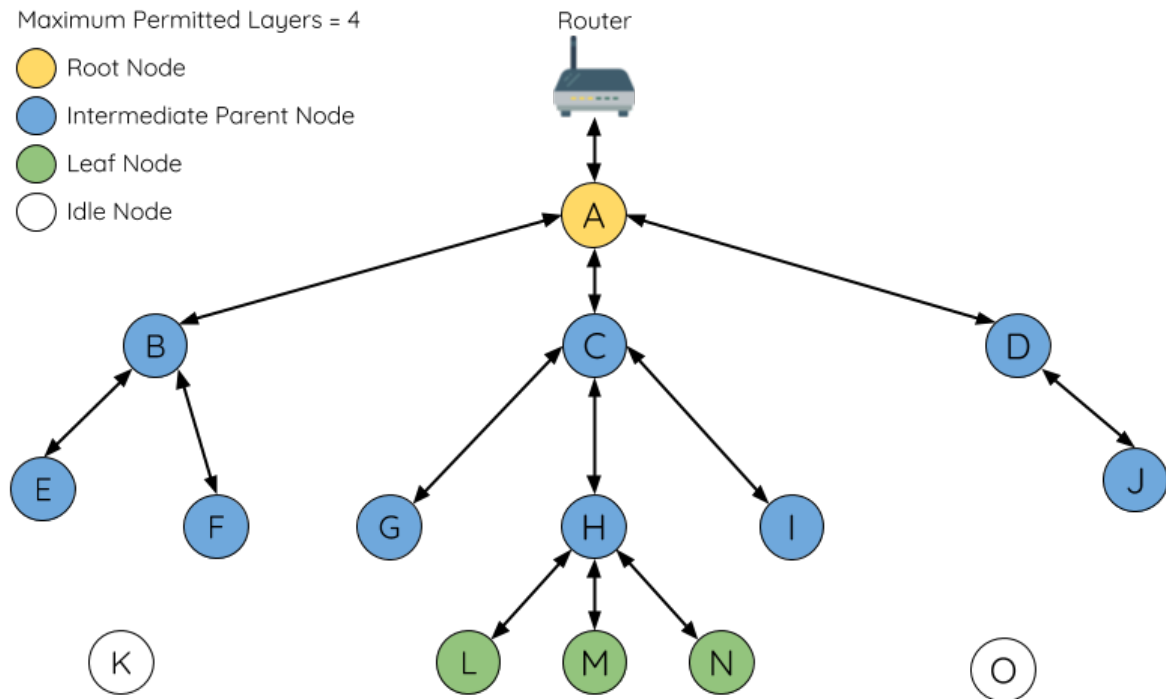 Maximum Permitted Layers = 4
Router
Root Node
Intermediate Parent Node
Leaf Node
Idle Node
A
B
C
D
E
F
G
H
I
J
K
L
M
N
O